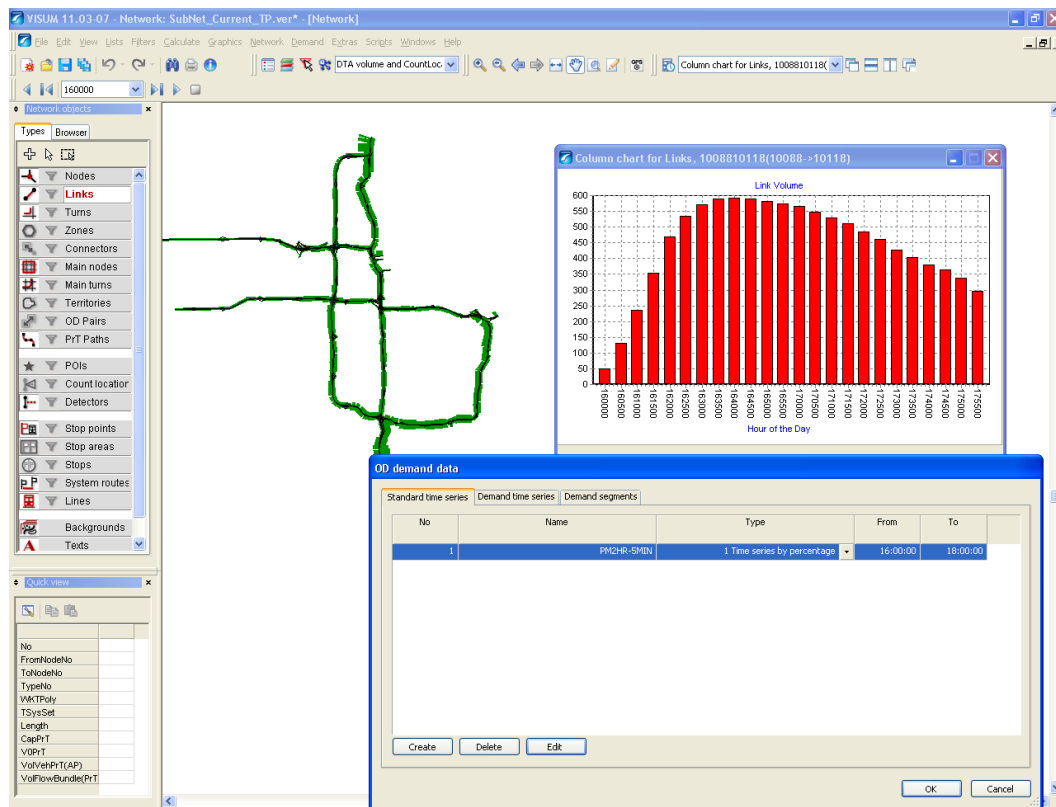 VISUM 11.03-07 - Network: SubNet_Current_TP.ver* - [Network]
File Edit View Lists Filters Calculate Graphics Network Demand Extras Scripts Windows Help
DTA volume and CountLoc
Column chart for Links, 1008810118(
160000
Network objects
Types Browser
Nodes
Links
Turns
Zones
Connectors
Main nodes
Main turns
Territories
OD Pairs
PrT Paths
POIs
Count location
Detectors
Stop points
Stop areas
Stops
System routes
Lines
Backgrounds
Texts
Quick view
No
FromNodeNo
ToNodeNo
TypeNo
WKTPoly
TSysSet
Length
CapPrT
V0PrT
VolVehPrT(AP)
VolFlowBundle(PrT
Column chart for Links, 1008810118(10088->10118)
Link Volume
600
550
500
450
400
350
300
250
200
150
100
50
0
160000
160500
161000
161500
162000
162500
163000
163500
164000
164500
165000
165500
170000
170500
171000
171500
172000
172500
173000
173500
174000
174500
175000
175500
Hour of the Day
OD demand data
Standard time series Demand time series Demand segments
No Name Type From To
1 PM2HR-5MIN 1 Time series by percentage 16:00:00 18:00:00
Create Delete Edit
OK Cancel